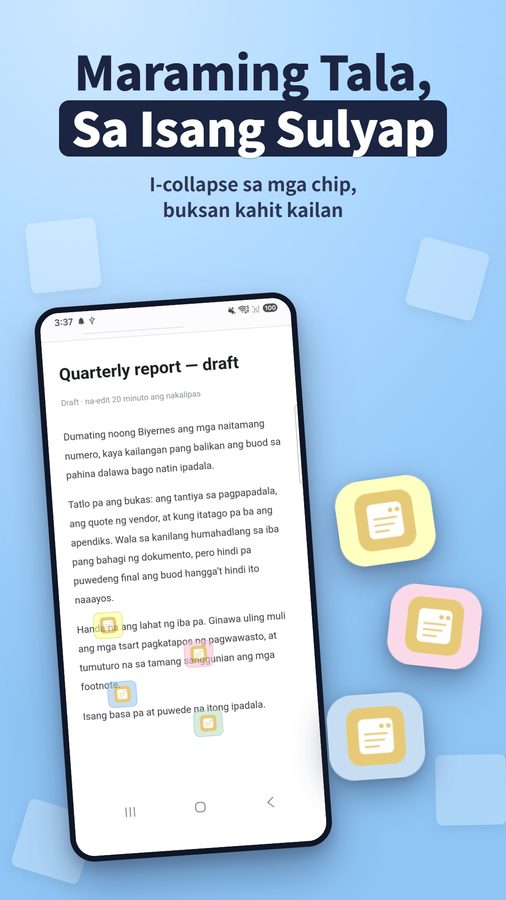 Maraming Tala,
Sa Isang Sulyap
I-collapse sa mga chip,
buksan kahit kailan
3:37
100
Quarterly report — draft
Draft · na-edit 20 minuto ang nakalipas
Dumating noong Biyernes ang mga naitamang
numero, kaya kailangan pang balikan ang buod sa
pahina dalawa bago natin ipadala.
Tatlo pa ang bukas: ang tantiya sa pagpapadala,
ang quote ng vendor, at kung itatago pa ba ang
apendiks. Wala sa kanilang humahadlang sa iba
pang bahagi ng dokumento, pero hindi pa
puwedeng final ang buod hangga't hindi ito
naaayos.
Handa na ang lahat ng iba pa. Ginawa uling muli
ang mga tsart pagkatapos ng pagwawasto, at
tumuturo na sa tamang sanggunian ang mga
footnote.
Isang basa pa at puwede na itong ipadala.